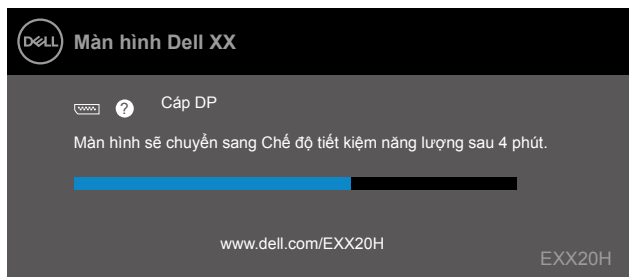 DELL
Màn hình Dell XX
? Cáp DP
Màn hình sẽ chuyển sang Chế độ tiết kiệm năng lượng sau 4 phút.
www.dell.com/EXX20H
EXX20H